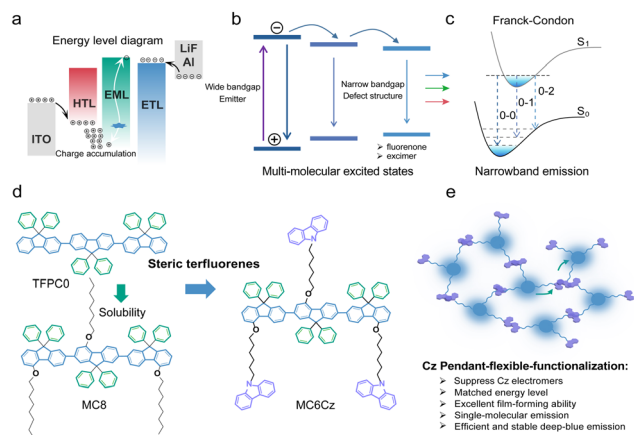 a
Energy level diagram
LiF
Al
HTL
EML
ETL
ITO
Charge accumulation
b
Wide bandgap
Emitter
Narrow bandgap
Defect structure
➢ fluorenone
➢ excimer
Multi-molecular excited states
c
Franck-Condon
S1
0-2
0-1
0-0
S0
Narrowband emission
d
TFPC0
Steric terfluorenes
Solubility
O
O
O
MC8
N
O
O
O
N
N
MC6Cz
e
Cz Pendant-flexible-functionalization:
➢ Suppress Cz electromers
➢ Matched energy level
➢ Excellent film-forming ability
➢ Single-molecular emission
➢ Efficient and stable deep-blue emission